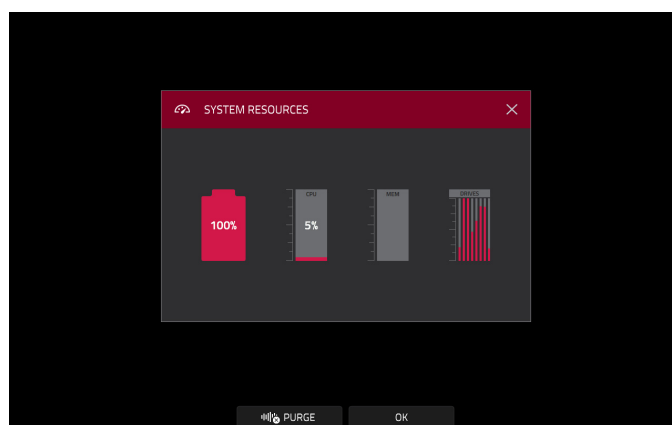 SYSTEM RESOURCES
CPU
MEM
DRIVES
100%
5%
PURGE
OK